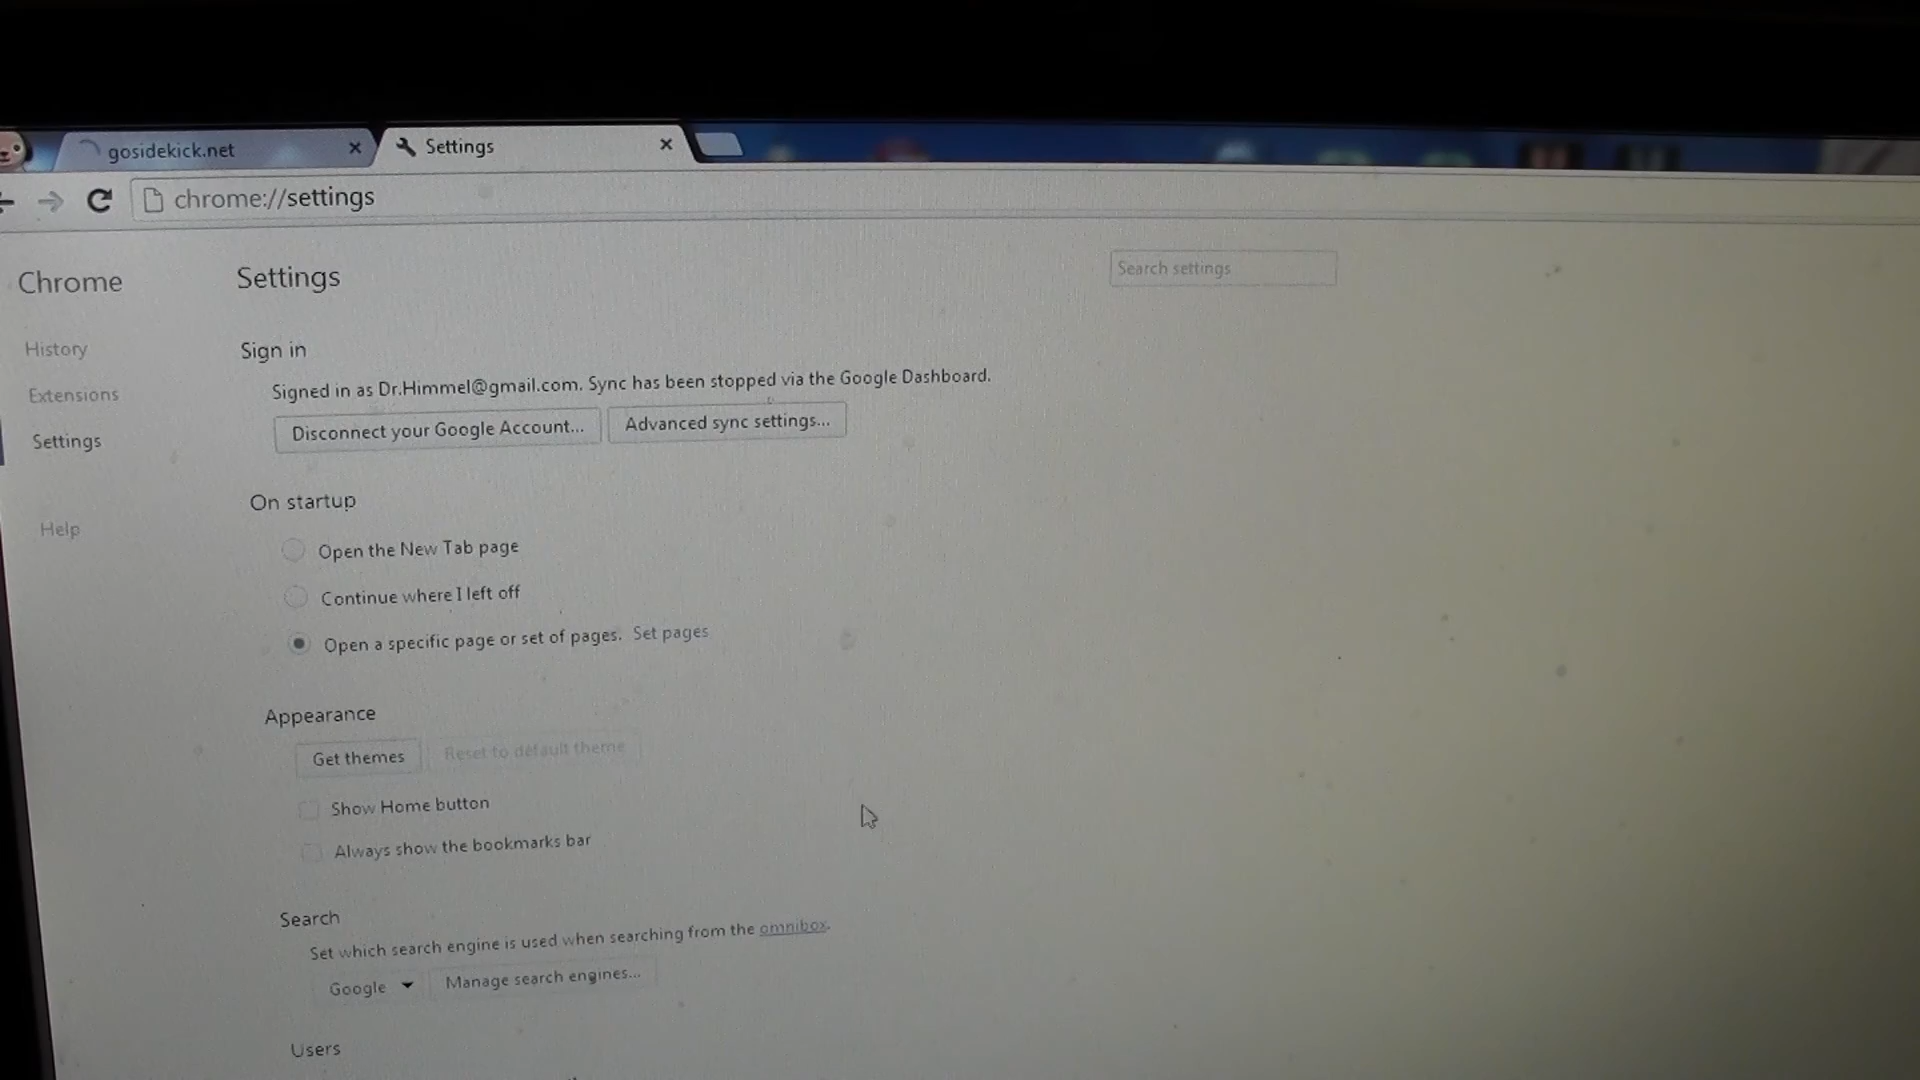 gosidekick.net
Settings
chrome://settings
Chrome
Settings
Search settings
History
Extensions
Settings
Help
Sign in
Signed in as Dr.Himmel@gmail.com. Sync has been stopped via the Google Dashboard.
Disconnect your Google Account... Advanced sync settings...
On startup
Open the New Tab page
Continue where I left off
Open a specific page or set of pages. Set pages
Appearance
Get themes Reset to default theme
Show Home button
Always show the bookmarks bar
Search
Set which search engine is used when searching from the omnibox.
Google Manage search engines...
Users